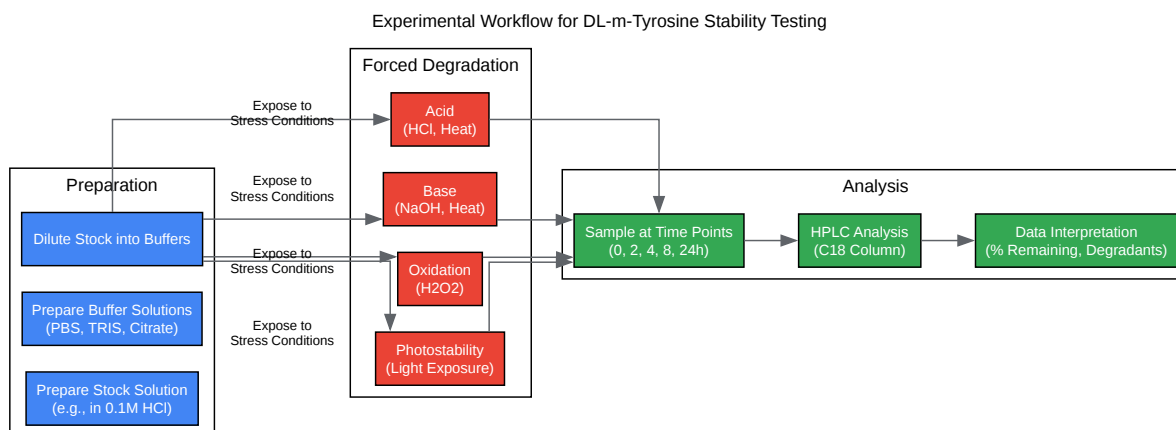 Experimental Workflow for DL-m-Tyrosine Stability Testing
Preparation
Dilute Stock into Buffers
Prepare Buffer Solutions
(PBS, TRIS, Citrate)
Prepare Stock Solution
(e.g., in 0.1M HCl)
Expose to
Stress Conditions
Expose to
Stress Conditions
Expose to
Stress Conditions
Expose to
Stress Conditions
Forced Degradation
Acid
(HCl, Heat)
Base
(NaOH, Heat)
Oxidation
(H2O2)
Photostability
(Light Exposure)
Analysis
Sample at Time Points
(0, 2, 4, 8, 24h)
HPLC Analysis
(C18 Column)
Data Interpretation
(% Remaining, Degradants)